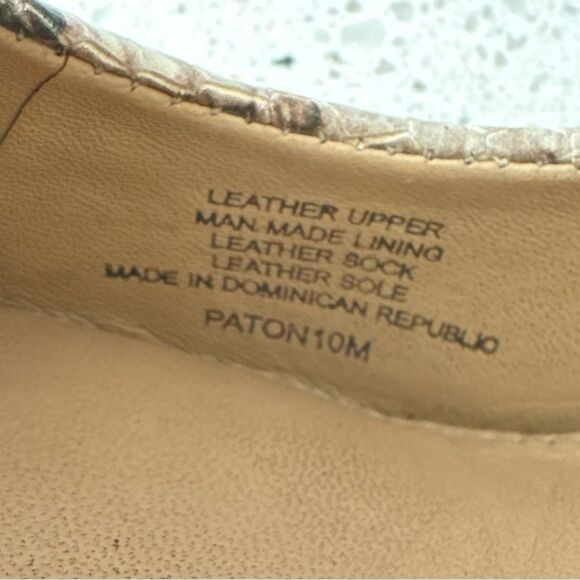 LEATHER UPPER
MAN MADE LINING
LEATHER SOCK
LEATHER SOLE
MADE IN DOMINICAN REPUBLIC
PATON10M